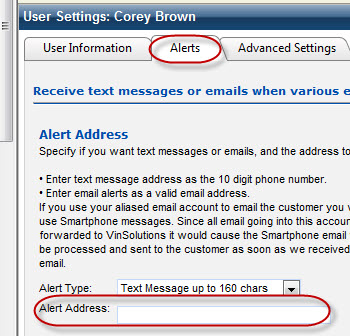 User Settings: Corey Brown
User Information
Alerts
Advanced Settings
Receive text messages or emails when various e
Alert Address
Specify if you want text messages or emails, and the address to
• Enter text message address as the 10 digit phone number.
• Enter email alerts as a valid email address.
If you use your aliased email account to email the customer you v
use Smartphone messages. Since all email going into this accoun
forwarded to VinSolutions it would cause the Smartphone email
be processed and sent to the customer as soon as we received
email.
Alert Type: Text Message up to 160 chars
Alert Address: